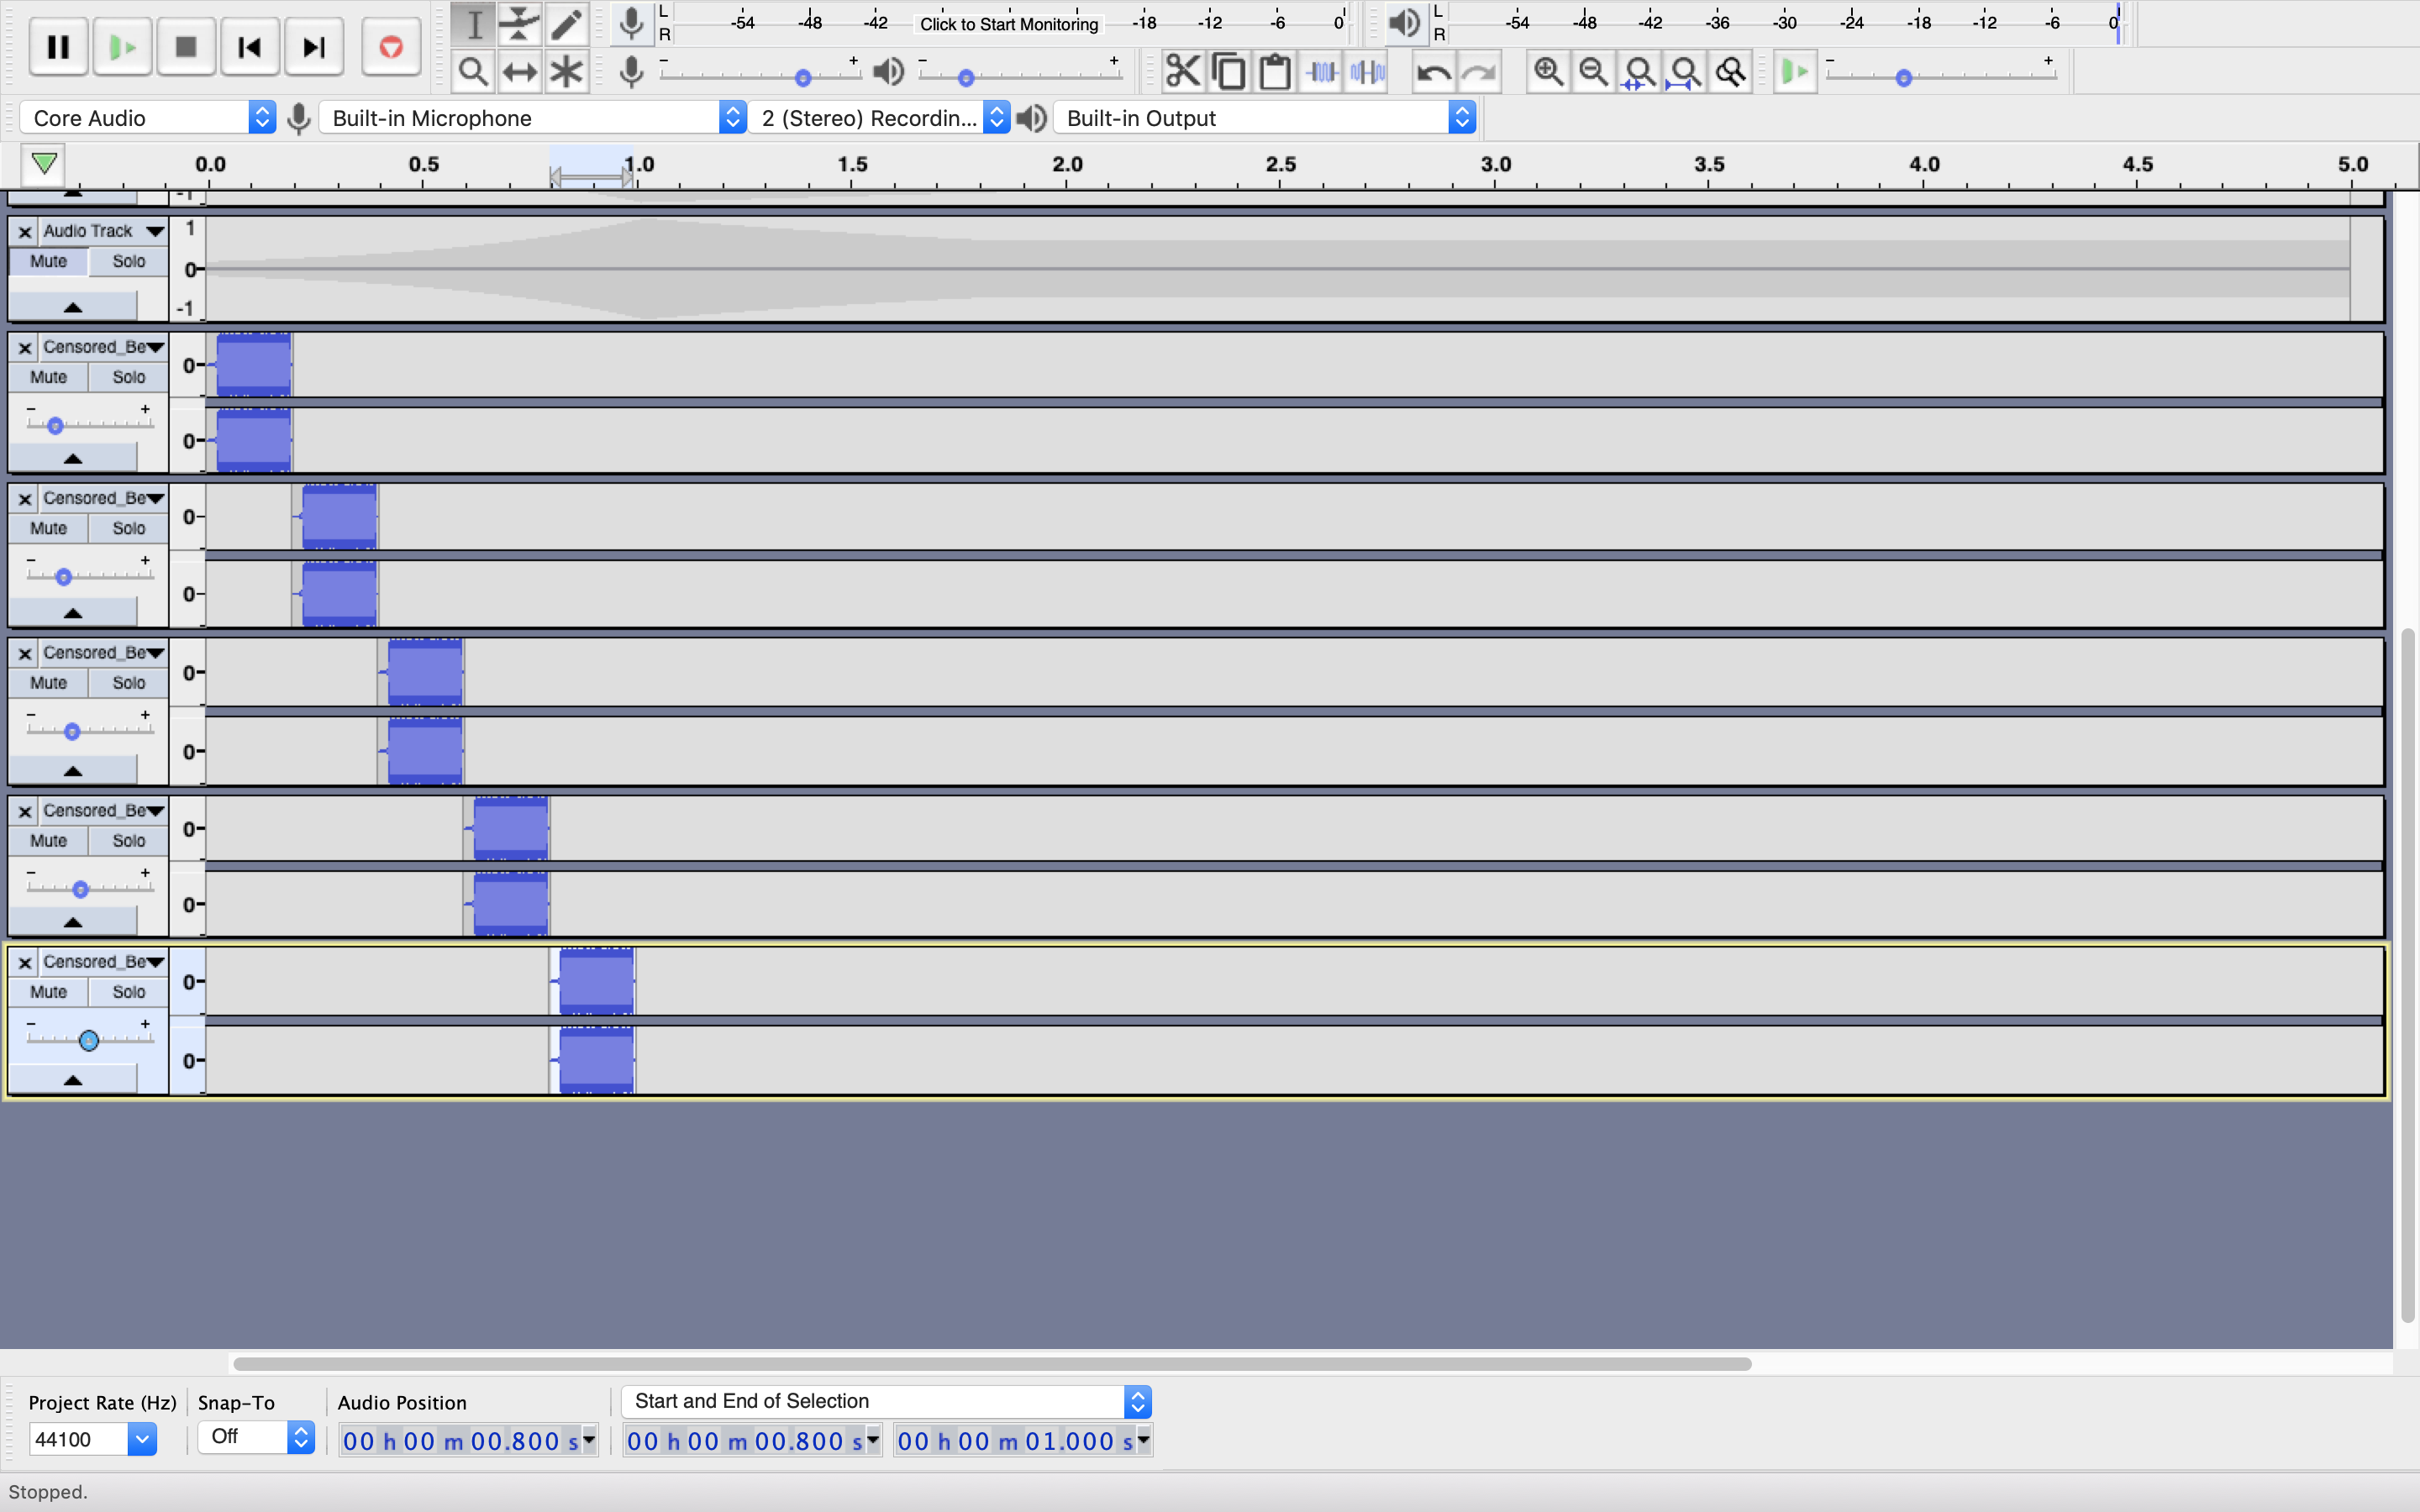 L
R
-54 -48 -42 Click to Start Monitoring -18 -12 -6 0
L
R
-54 -48 -42 -36 -30 -24 -18 -12 -6 0
- +
- +
- +
Core Audio Built-in Microphone 2 (Stereo) Recordin... Built-in Output
0.0 0.5 1.0 1.5 2.0 2.5 3.0 3.5 4.0 4.5 5.0
-1
Audio Track 1
Mute Solo 0
-1
Censored_Be
Mute Solo 0
- +
0
Censored_Be
Mute Solo 0
- +
0
Censored_Be
Mute Solo 0
- +
0
Censored_Be
Mute Solo 0
- +
0
Censored_Be
Mute Solo 0
- +
0
Project Rate (Hz) Snap-To Audio Position Start and End of Selection
44100 Off 00 h 00 m 00.800 s 00 h 00 m 00.800 s 00 h 00 m 01.000 s
Stopped.